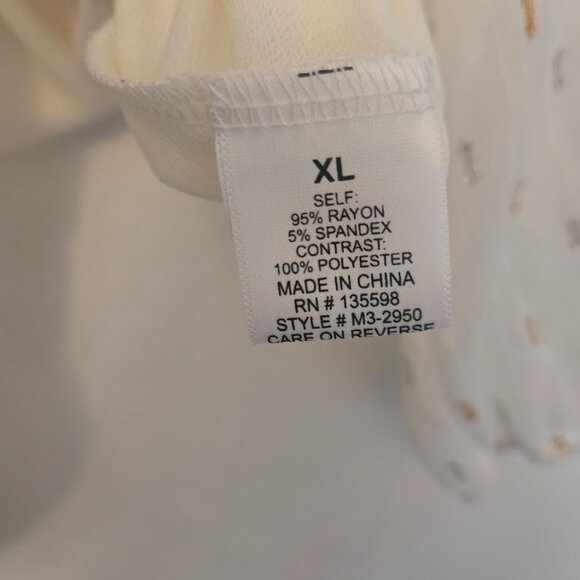 XL
SELF:
95% RAYON
5% SPANDEX
CONTRAST:
100% POLYESTER
MADE IN CHINA
RN # 135598
STYLE # M3-2950
CARE ON REVERSE